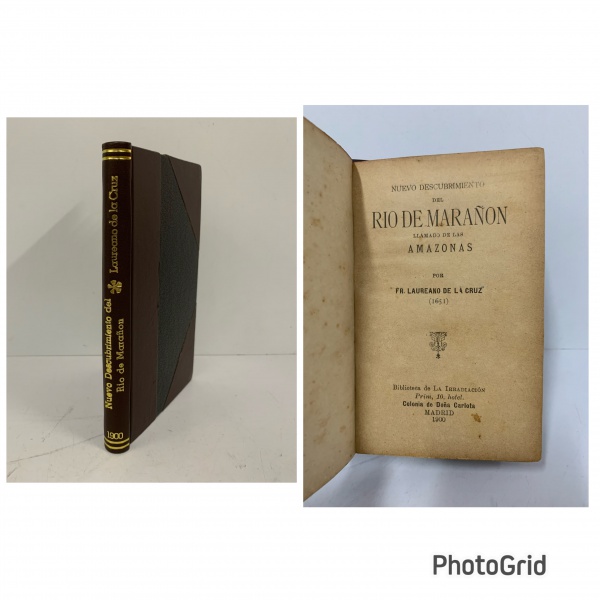 Nuevo Descubrimiento del
Rio de Marañon
Laureano de la Cruz
1900
NUEVO DESCUBRIMIENTO
DEL
RIO DE MARAÑON
LLAMADO DE LAS
AMAZONAS
POR
FR. LAUREANO DE LA CRUZ
(1651)
Biblioteca de LA IRRADIACIÓN
Prim, 10, hotel.
Colonia de Doña Carlota
MADRID
1900
PhotoGrid